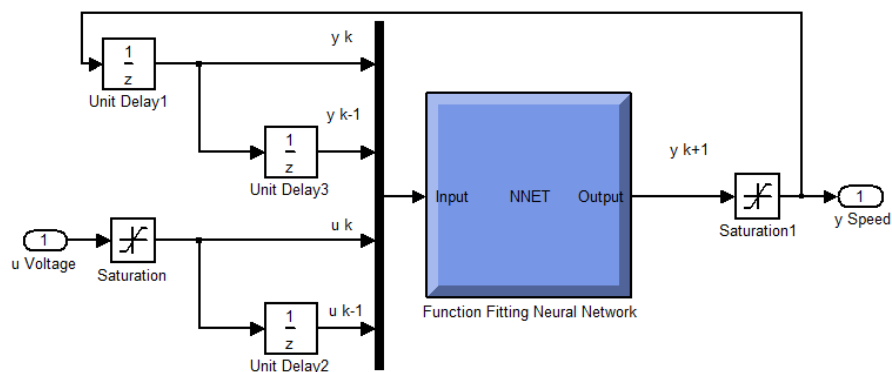 y k
1
z
Unit Delay1
y k-1
1
z
Unit Delay3
y k+1
Input
NNET
Output
Saturation1
1
y Speed
1
u Voltage
Saturation
u k
u k-1
1
z
Unit Delay2
Function Fitting Neural Network